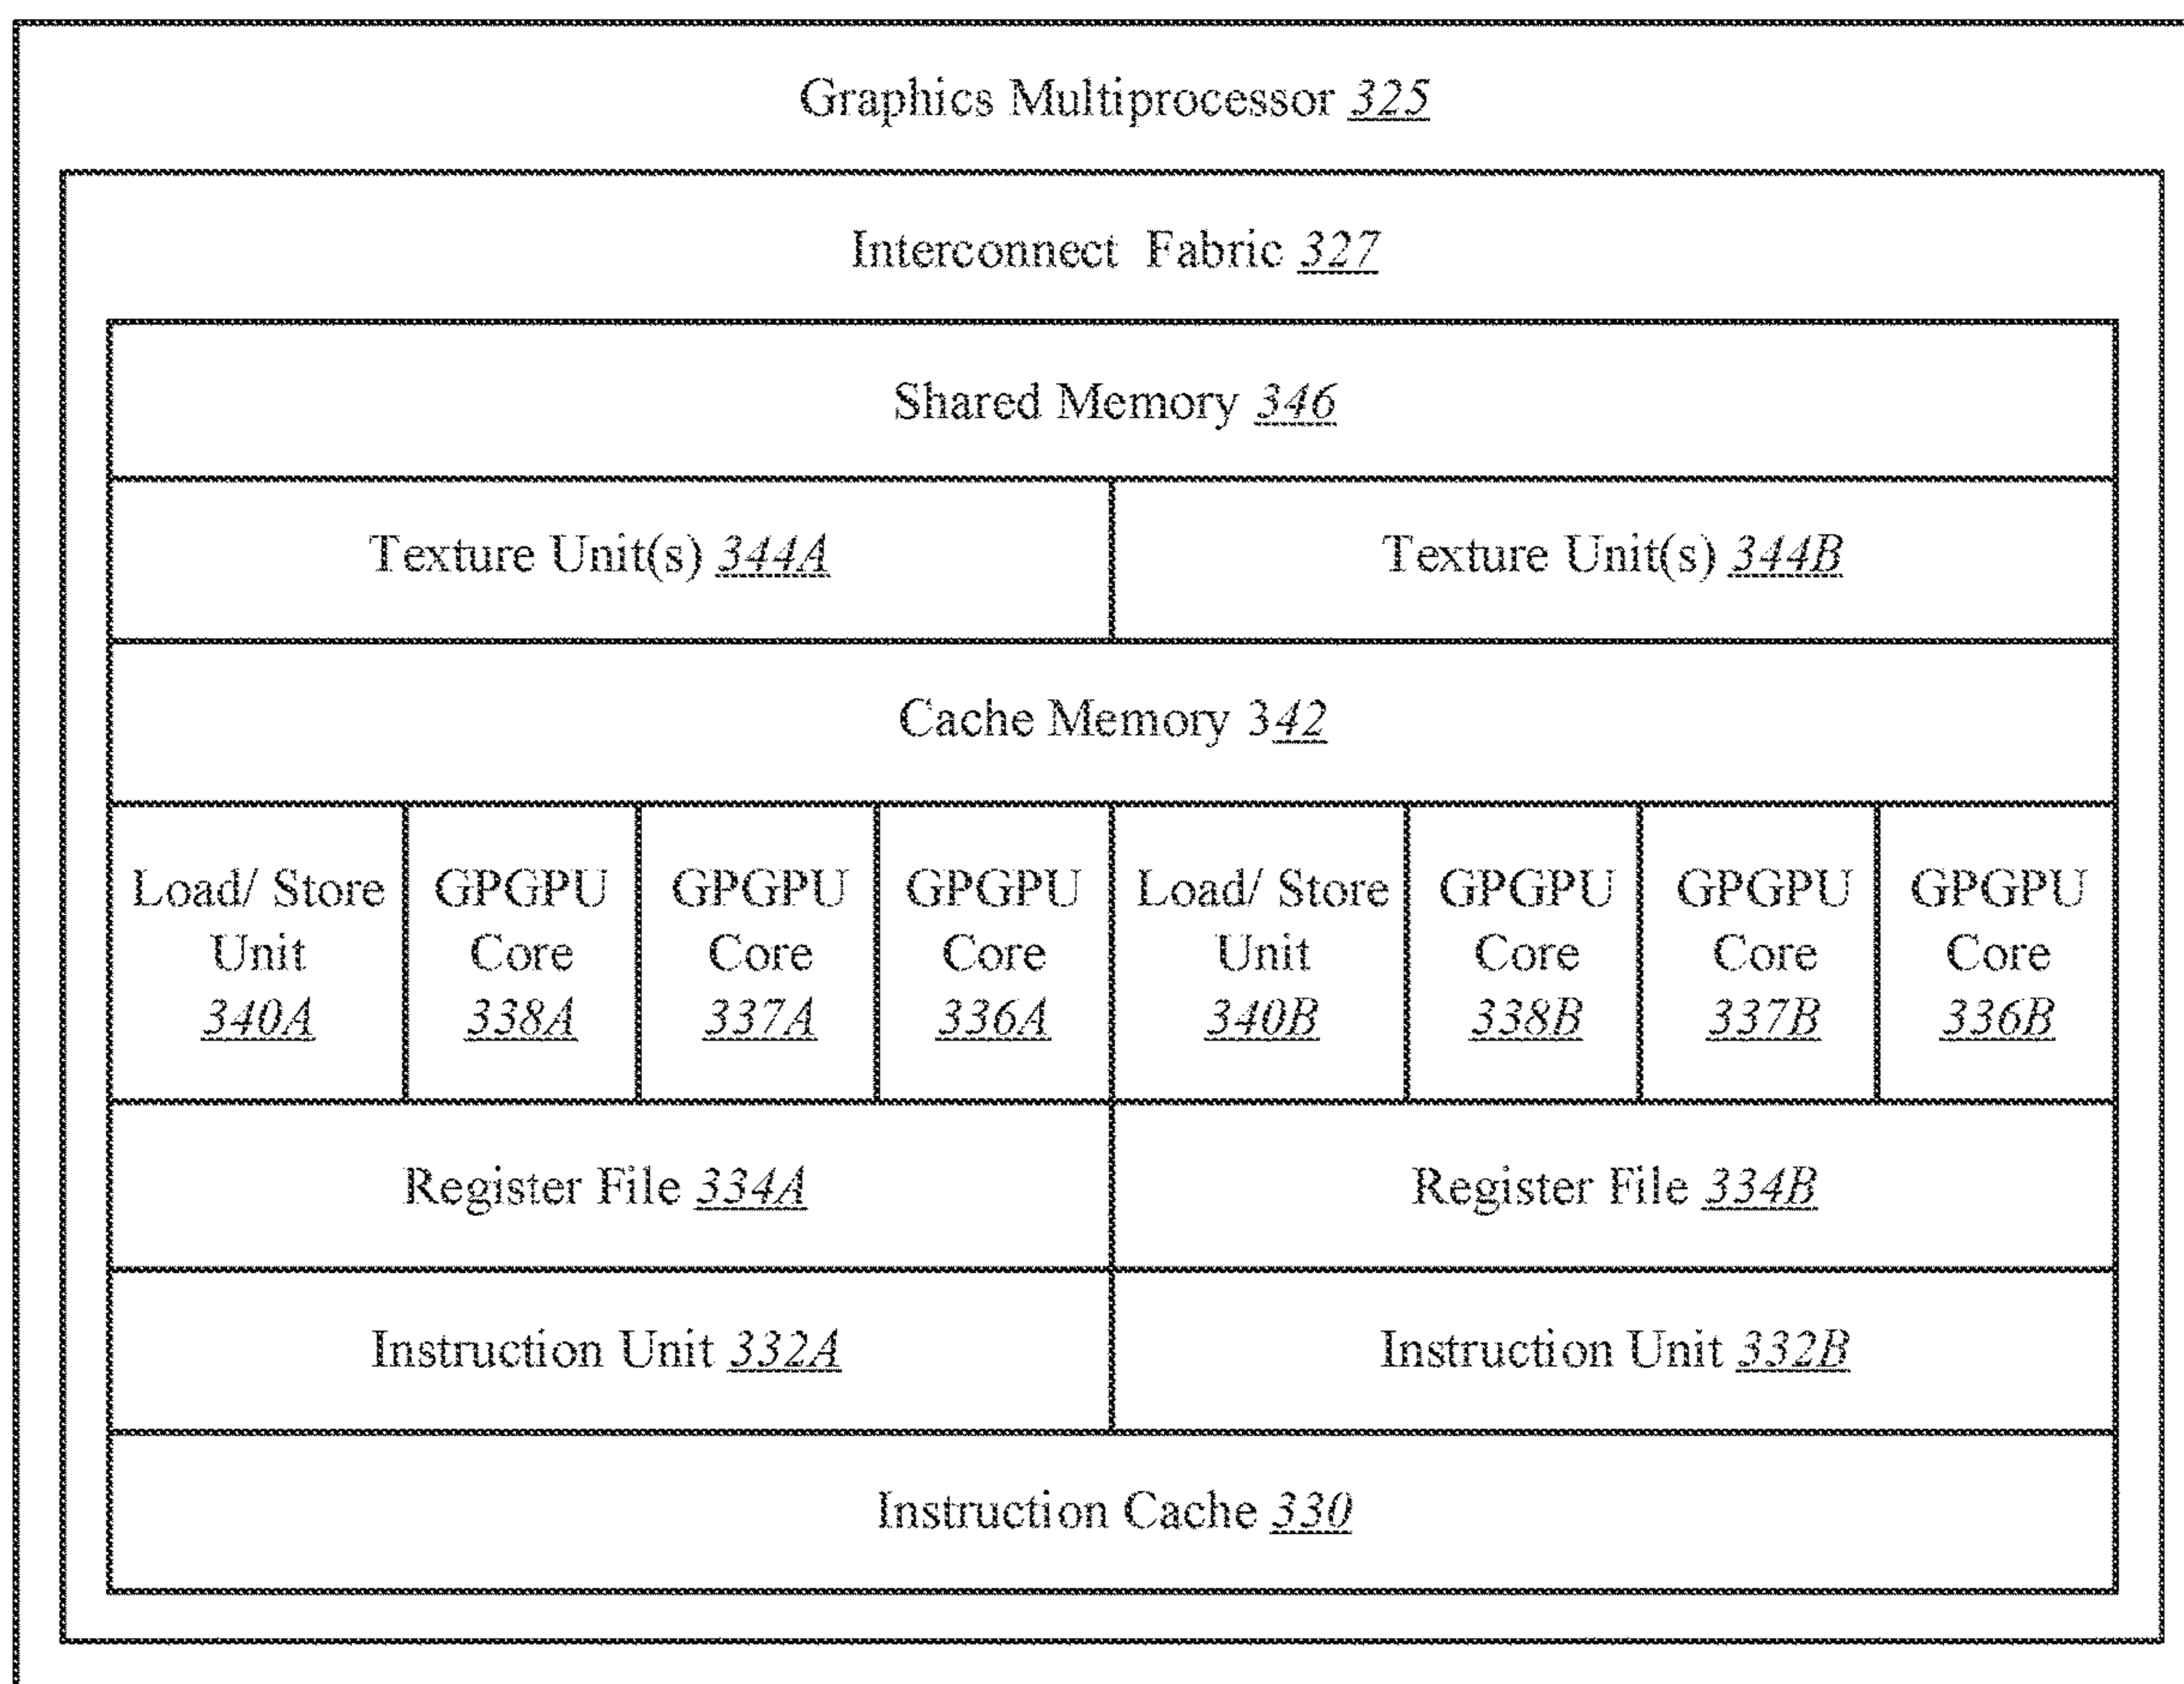 Graphics Multiprocessor 325
Interconnect Fabric 327
Shared Memory 346
Texture Unit(s) 344A
Texture Unit(s) 344B
Cache Memory 342
Load/ Store
Unit
340A
GPGPU
Core
338A
GPGPU
Core
337A
GPGPU
Core
336A
Load/ Store
Unit
340B
GPGPU
Core
338B
GPGPU
Core
337B
GPGPU
Core
336B
Register File 334A
Register File 334B
Instruction Unit 332A
Instruction Unit 332B
Instruction Cache 330